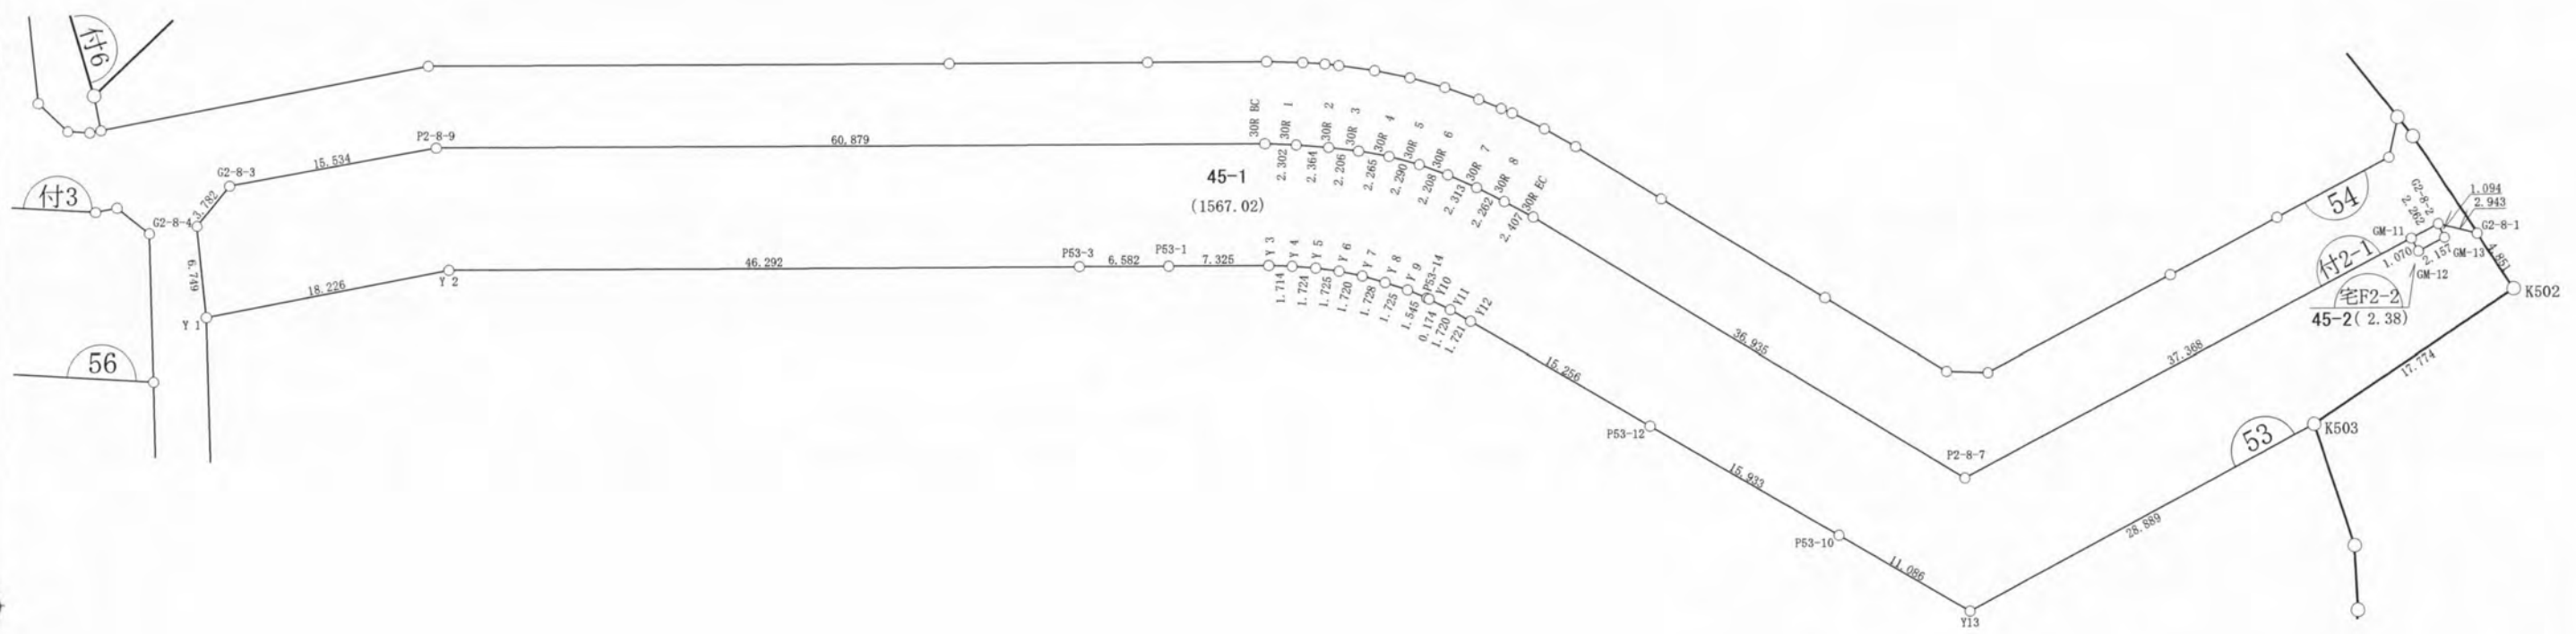 付6
付3
56
G2-8-4
3.782
G2-8-3
15.534
P2-8-9
60.879
6.749
Y 1
18.226
Y 2
46.292
P53-3
6.582
P53-1
7.325
45-1
(1567.02)
30R BC
30R 1
30R 2
30R 3
30R 4
30R 5
30R 6
30R 7
30R 8
30R EC
2.302
2.364
2.206
2.265
2.290
2.208
2.313
2.262
2.407
Y 3
Y 4
Y 5
Y 6
Y 7
Y 8
Y 9
P53-14
Y10
Y11
Y12
1.714
1.724
1.725
1.720
1.728
1.725
1.545
0.174
1.720
1.721
15.256
P53-12
15.933
P53-10
11.086
Y13
36.935
P2-8-7
37.368
28.889
53
K503
17.774
K502
4.851
54
付2-1
GM-11
G2-8-2
2.262
1.094
2.943
G2-8-1
1.070
2.157
GM-13
GM-12
宅F2-2
45-2( 2.38)